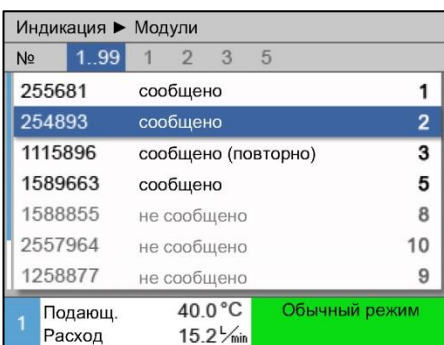 Индикация ► Модули
№ 1..99 1 2 3 5
255681 сообщено 1
254893 сообщено 2
1115896 сообщено (повторно) 3
1589663 сообщено 5
1588855 не сообщено 8
2557964 не сообщено 10
1258877 не сообщено 9
1 Подающ. 40.0 °C Обычный режим
Расход 15.2 L/min